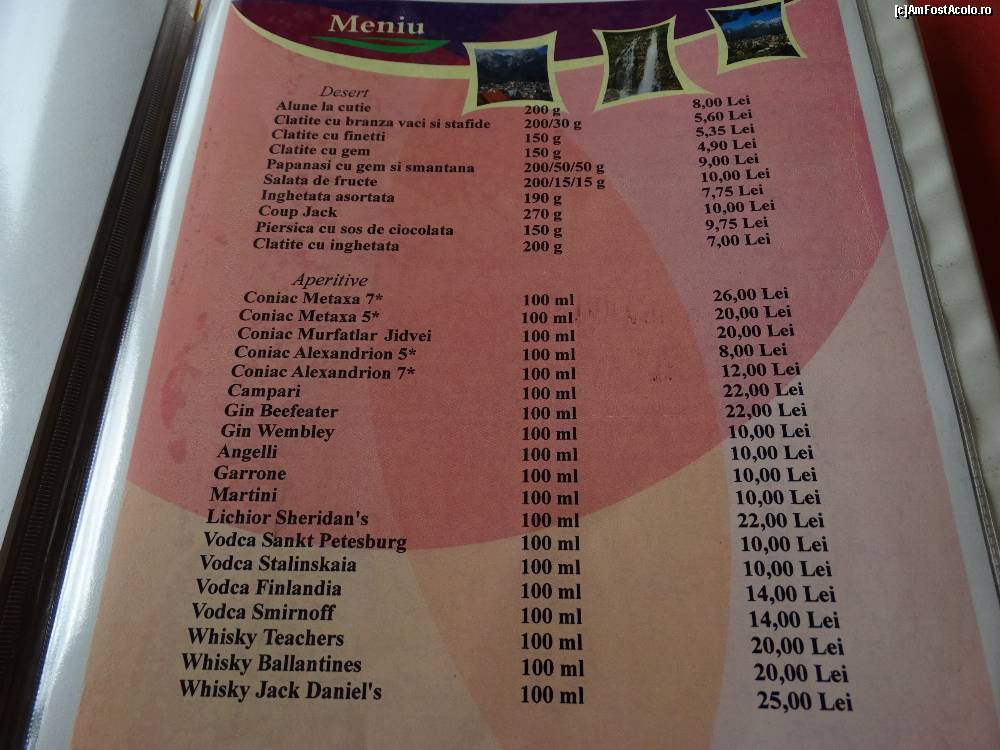 [c]AmFostAcolo.ro
Meniu
Desert
Alune la cutie 200 g 8,00 Lei
Clatite cu branza vaci si stafide 200/30 g 5,60 Lei
Clatite cu finetti 150 g 5,35 Lei
Clatite cu gem 150 g 4,90 Lei
Papanasi cu gem si smantana 200/50/50 g 9,00 Lei
Salata de fructe 200/15/15 g 10,00 Lei
Inghetata asortata 190 g 7,75 Lei
Coup Jack 270 g 10,00 Lei
Piersica cu sos de ciocolata 150 g 9,75 Lei
Clatite cu inghetata 200 g 7,00 Lei
Aperitive
Coniac Metaxa 7* 100 ml 26,00 Lei
Coniac Metaxa 5* 100 ml 20,00 Lei
Coniac Murfatlar Jidvei 100 ml 20,00 Lei
Coniac Alexandrion 5* 100 ml 8,00 Lei
Coniac Alexandrion 7* 100 ml 12,00 Lei
Campari 100 ml 22,00 Lei
Gin Beefeater 100 ml 22,00 Lei
Gin Wembley 100 ml 10,00 Lei
Angelli 100 ml 10,00 Lei
Garrone 100 ml 10,00 Lei
Martini 100 ml 10,00 Lei
Lichior Sheridan's 100 ml 22,00 Lei
Vodca Sankt Petesburg 100 ml 10,00 Lei
Vodca Stalinskaia 100 ml 10,00 Lei
Vodca Finlandia 100 ml 14,00 Lei
Vodca Smirnoff 100 ml 14,00 Lei
Whisky Teachers 100 ml 20,00 Lei
Whisky Ballantines 100 ml 20,00 Lei
Whisky Jack Daniel's 100 ml 25,00 Lei